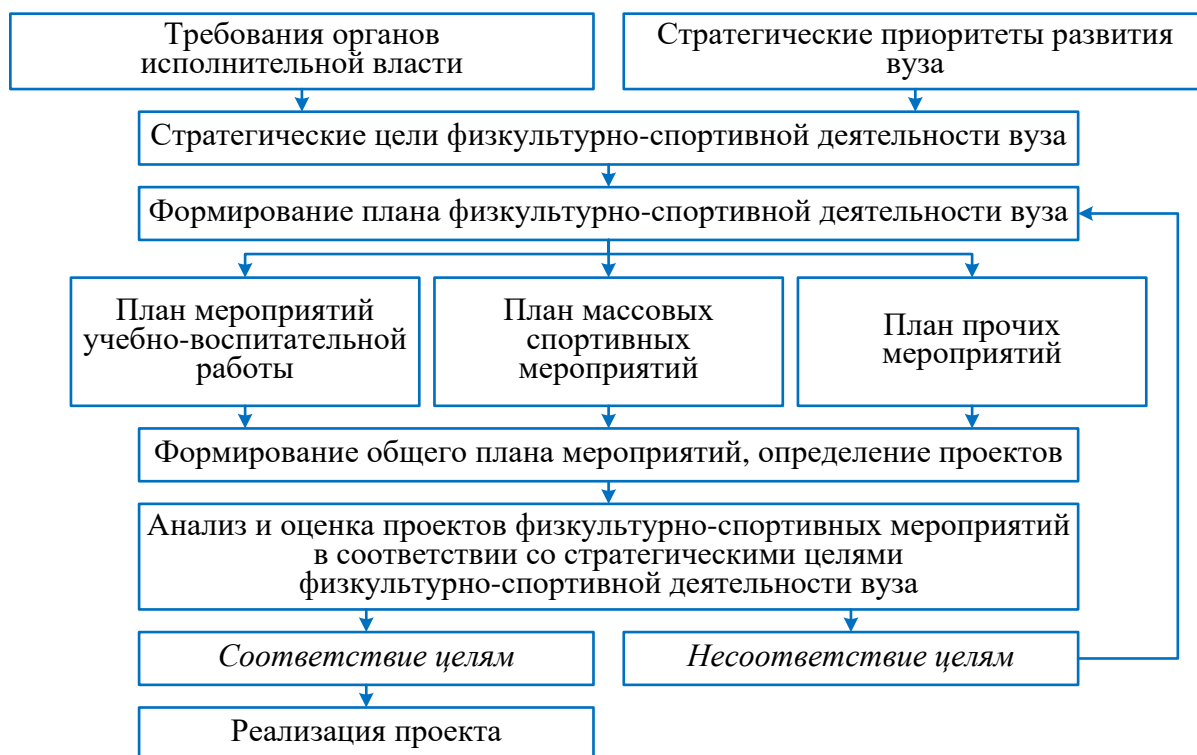 Требования органов
исполнительной власти
Стратегические приоритеты развития
вуза
Стратегические цели физкультурно-спортивной деятельности вуза
Формирование плана физкультурно-спортивной деятельности вуза
План мероприятий
учебно-воспитательной
работы
План массовых
спортивных
мероприятий
План прочих
мероприятий
Формирование общего плана мероприятий, определение проектов
Анализ и оценка проектов физкультурно-спортивных мероприятий
в соответствии со стратегическими целями
физкультурно-спортивной деятельности вуза
Соответствие целям
Несоответствие целям
Реализация проекта